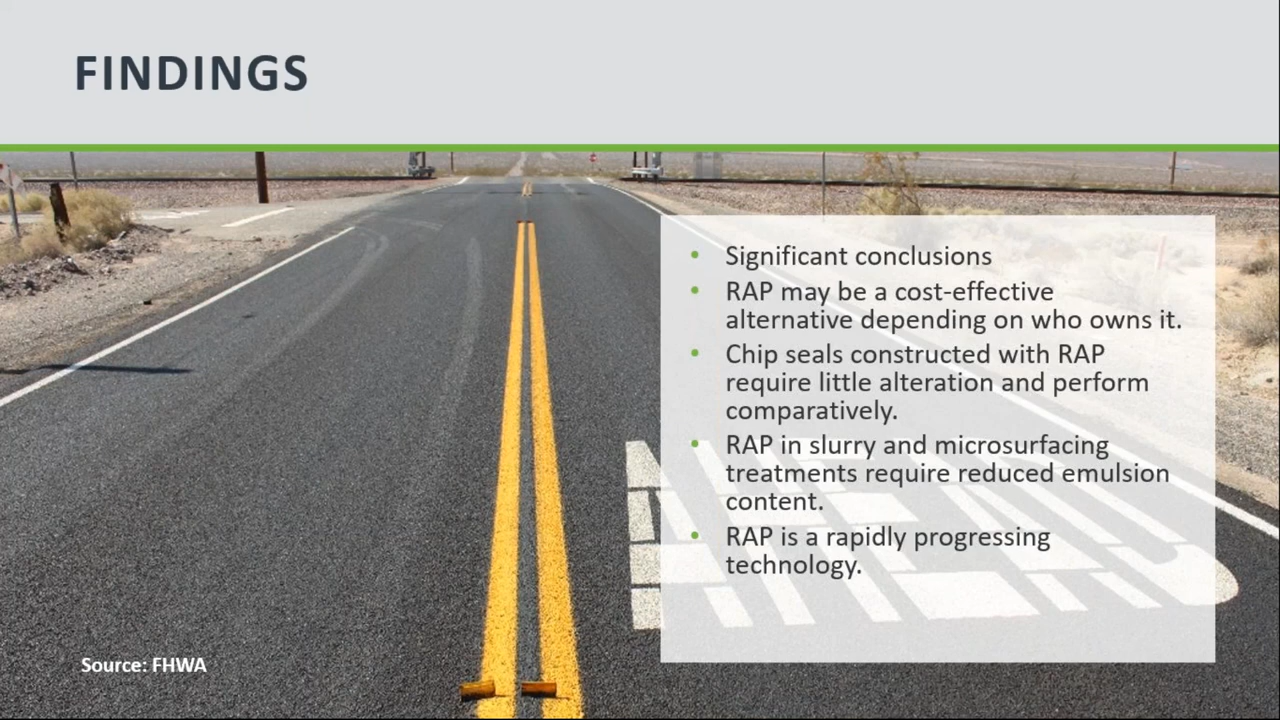 FINDINGS
• Significant conclusions
• RAP may be a cost-effective
alternative depending on who owns it.
• Chip seals constructed with RAP
require little alteration and perform
comparatively.
• RAP in slurry and microsurfacing
treatments require reduced emulsion
content.
• RAP is a rapidly progressing
technology.
Source: FHWA